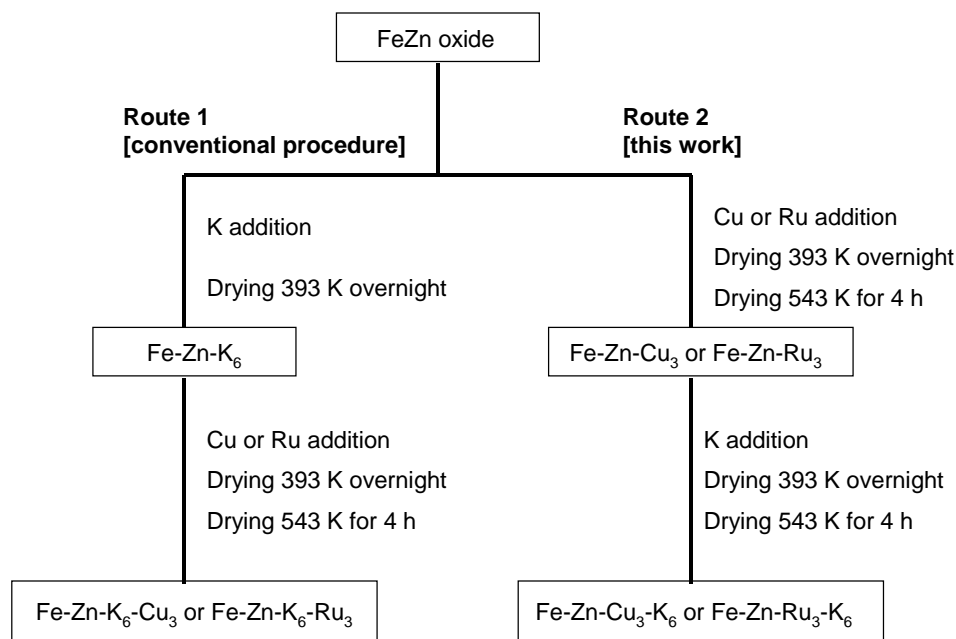 FeZn oxide
Route 1
[conventional procedure]
Route 2
[this work]
K addition
Drying 393 K overnight
Cu or Ru addition
Drying 393 K overnight
Drying 543 K for 4 h
Fe-Zn-K₆
Fe-Zn-Cu₃ or Fe-Zn-Ru₃
Cu or Ru addition
Drying 393 K overnight
Drying 543 K for 4 h
K addition
Drying 393 K overnight
Drying 543 K for 4 h
Fe-Zn-K₆-Cu₃ or Fe-Zn-K₆-Ru₃
Fe-Zn-Cu₃-K₆ or Fe-Zn-Ru₃-K₆